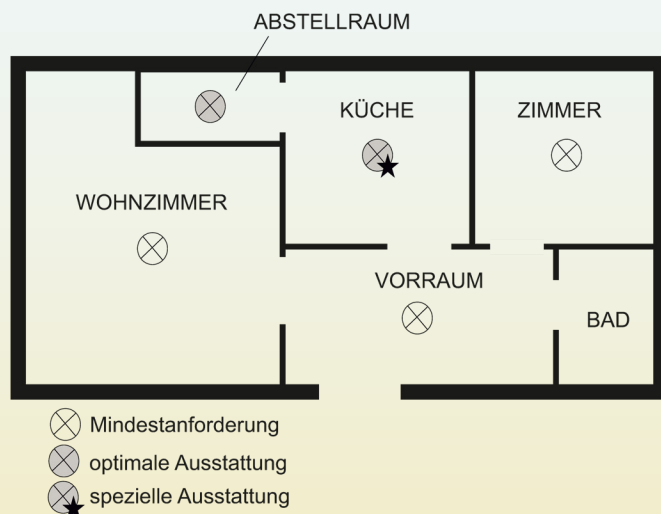 ABSTELLRAUM
KÜCHE
ZIMMER
WOHNZIMMER
VORRAUM
BAD
Mindestanforderung
optimale Ausstattung
spezielle Ausstattung